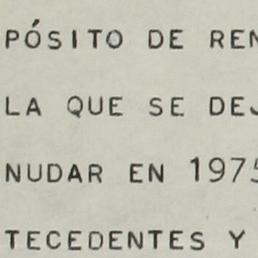 PÓSITO DE REN
LA QUE SE DEJ
NUDAR EN 1975
TECEDENTES Y